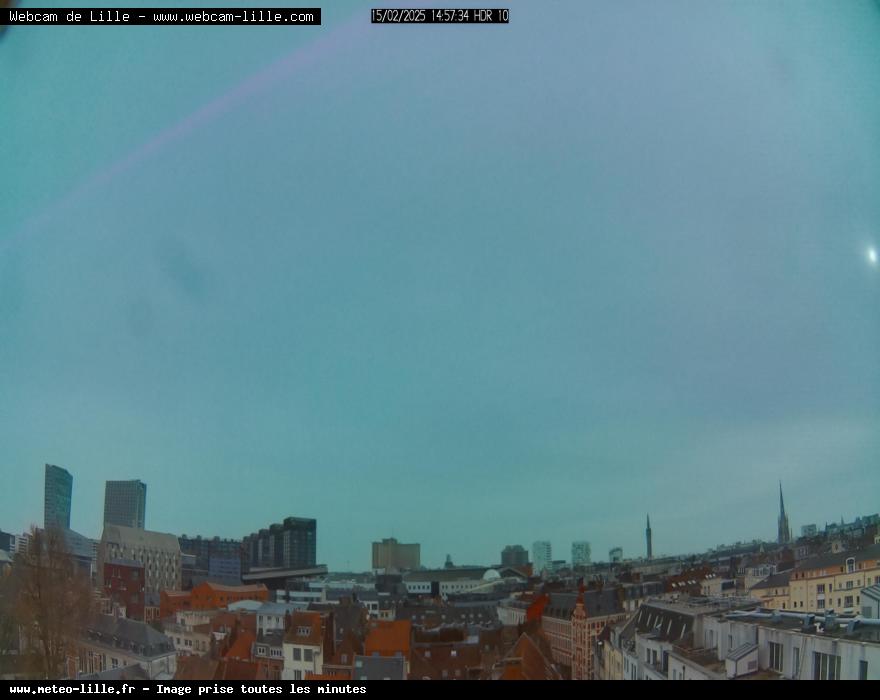 Webcam de Lille - www.webcam-lille.com
15/02/2025 14:57:34 HDR 10
www.meteo-lille.fr - Image prise toutes les minutes